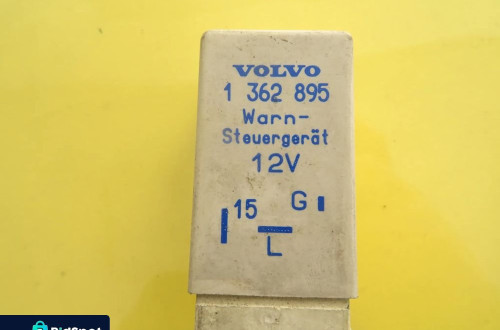 VOLVO
1 362 895
Warn-
Steuergerät
12V
15 G
L